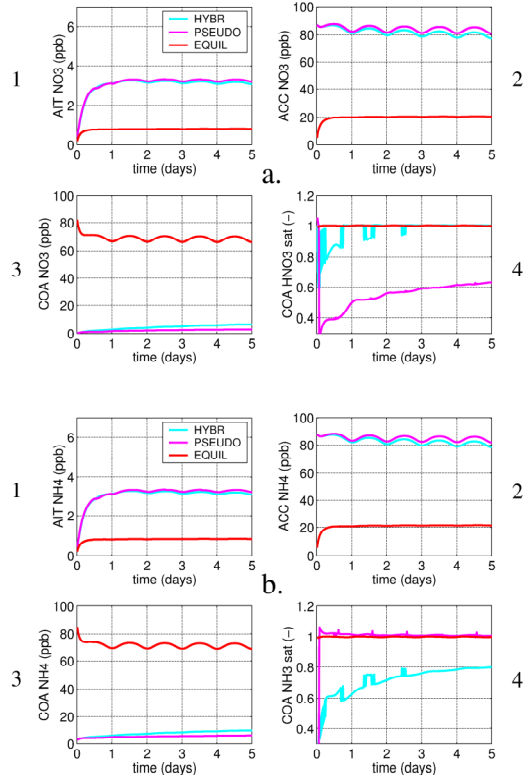 6
4
2
0
AIT NO3 (ppb)
HYBR
PSEUDO
EQUIL
0 1 2 3 4 5
time (days)
1
100
80
60
40
20
0
ACC NO3 (ppb)
0 1 2 3 4 5
time (days)
2
a.
100
80
60
40
20
0
COA NO3 (ppb)
0 1 2 3 4 5
time (days)
3
1.2
1
0.8
0.6
0.4
COA HNO3 sat (–)
0 1 2 3 4 5
time (days)
4
6
4
2
0
AIT NH4 (ppb)
HYBR
PSEUDO
EQUIL
0 1 2 3 4 5
time (days)
1
100
80
60
40
20
0
ACC NH4 (ppb)
0 1 2 3 4 5
time (days)
2
b.
100
80
60
40
20
0
COA NH4 (ppb)
0 1 2 3 4 5
time (days)
3
1.2
1
0.8
0.6
0.4
COA NH3 sat (–)
0 1 2 3 4 5
time (days)
4